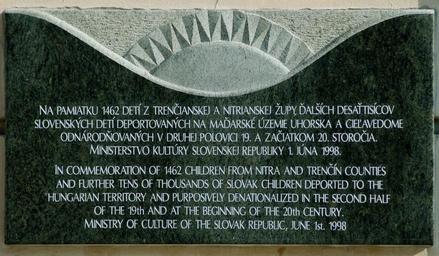 NA PAMIATKU 1462 DETÍ Z TRENČIANSKEJ A NITRIANSKEJ ŽUPY, ĎALŠÍCH DESAŤTISÍCOV
SLOVENSKÝCH DETÍ DEPORTOVANÝCH NA MAĎARSKÉ ÚZEMIE UHORSKA A CIEĽAVEDOME
ODNÁRODŇOVANÝCH V DRUHEJ POLOVICI 19. A ZAČIATKOM 20. STOROČIA.
MINISTERSTVO KULTÚRY SLOVENSKEJ REPUBLIKY 1. JÚNA 1998.
IN COMMEMORATION OF 1462 CHILDREN FROM NITRA AND TRENČÍN COUNTIES
AND FURTHER TENS OF THOUSANDS OF SLOVAK CHILDREN DEPORTED TO THE
HUNGARIAN TERRITORY AND PURPOSIVELY DENATIONALIZED IN THE SECOND HALF
OF THE 19th AND AT THE BEGINNING OF THE 20th CENTURY.
MINISTRY OF CULTURE OF THE SLOVAK REPUBLIC, JUNE 1st. 1998